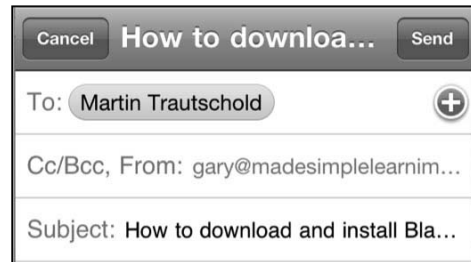 Cancel How to downloa... Send
To: Martin Trautschold
Cc/Bcc, From: gary@madesimplelearnim...
Subject: How to download and install Bla...